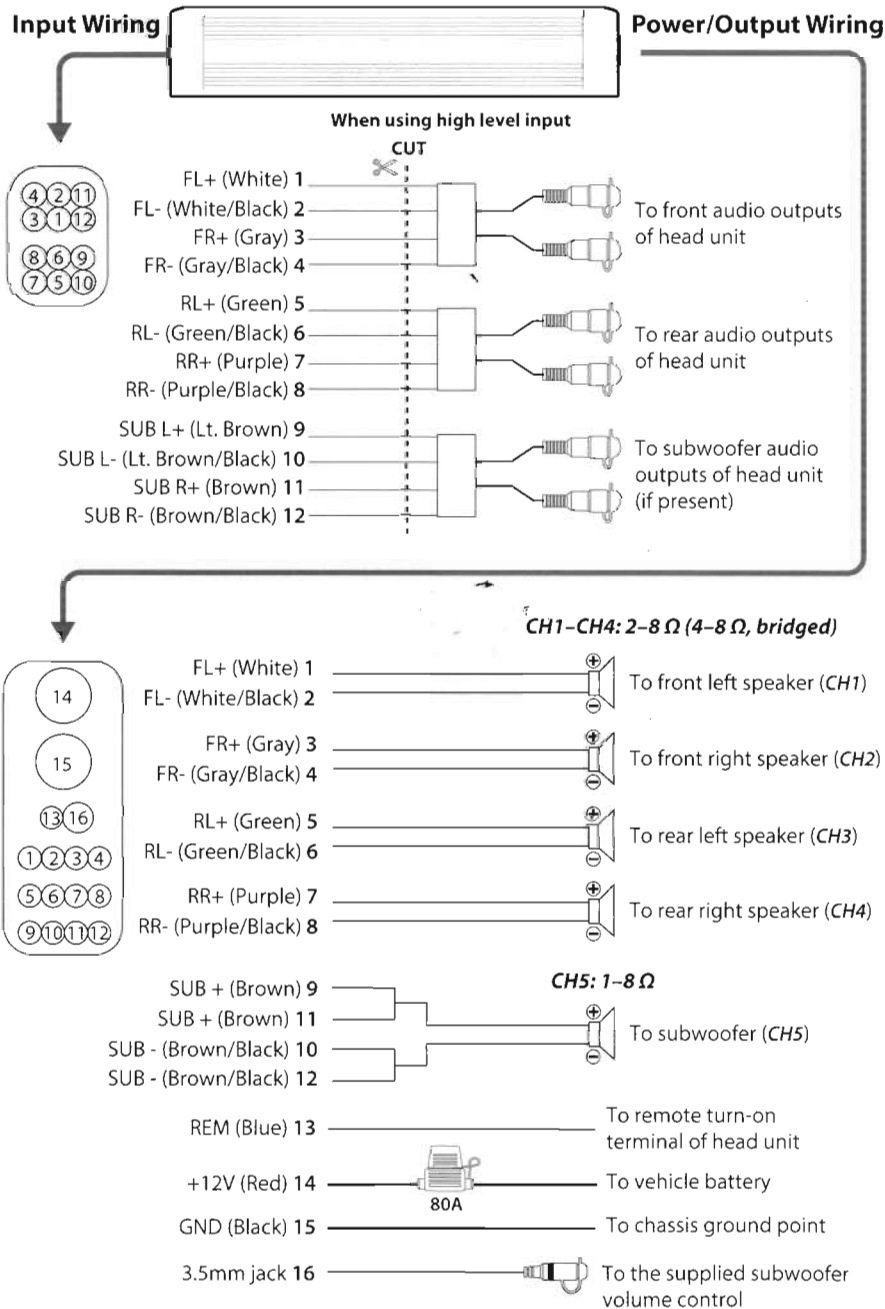 Input Wiring
Power/Output Wiring
When using high level input
CUT
4 2 11
3 1 12
8 6 9
7 5 10
FL+ (White) 1
FL- (White/Black) 2
FR+ (Gray) 3
FR- (Gray/Black) 4
To front audio outputs
of head unit
RL+ (Green) 5
RL- (Green/Black) 6
RR+ (Purple) 7
RR- (Purple/Black) 8
To rear audio outputs
of head unit
SUB L+ (Lt. Brown) 9
SUB L- (Lt. Brown/Black) 10
SUB R+ (Brown) 11
SUB R- (Brown/Black) 12
To subwoofer audio
outputs of head unit
(if present)
CH1–CH4: 2–8 Ω (4–8 Ω, bridged)
14
15
13 16
1 2 3 4
5 6 7 8
9 10 11 12
FL+ (White) 1
FL- (White/Black) 2
To front left speaker (CH1)
FR+ (Gray) 3
FR- (Gray/Black) 4
To front right speaker (CH2)
RL+ (Green) 5
RL- (Green/Black) 6
To rear left speaker (CH3)
RR+ (Purple) 7
RR- (Purple/Black) 8
To rear right speaker (CH4)
CH5: 1–8 Ω
SUB + (Brown) 9
SUB + (Brown) 11
SUB - (Brown/Black) 10
SUB - (Brown/Black) 12
To subwoofer (CH5)
REM (Blue) 13
To remote turn-on
terminal of head unit
+12V (Red) 14
80A
To vehicle battery
GND (Black) 15
To chassis ground point
3.5mm jack 16
To the supplied subwoofer
volume control